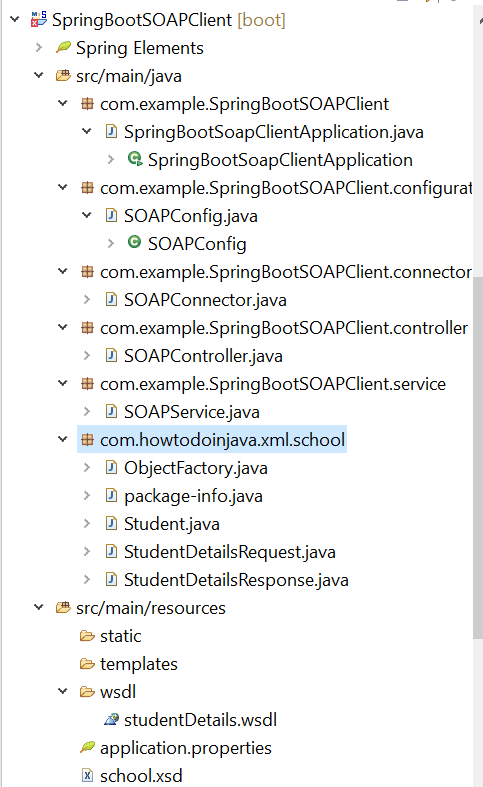 SpringBootSOAPClient [boot]
Spring Elements
src/main/java
com.example.SpringBootSOAPClient
SpringBootSoapClientApplication.java
SpringBootSoapClientApplication
com.example.SpringBootSOAPClient.configurat
SOAPConfig.java
SOAPConfig
com.example.SpringBootSOAPClient.connector
SOAPConnector.java
com.example.SpringBootSOAPClient.controller
SOAPController.java
com.example.SpringBootSOAPClient.service
SOAPService.java
com.howtodoinjava.xml.school
ObjectFactory.java
package-info.java
Student.java
StudentDetailsRequest.java
StudentDetailsResponse.java
src/main/resources
static
templates
wsdl
studentDetails.wsdl
application.properties
school.xsd